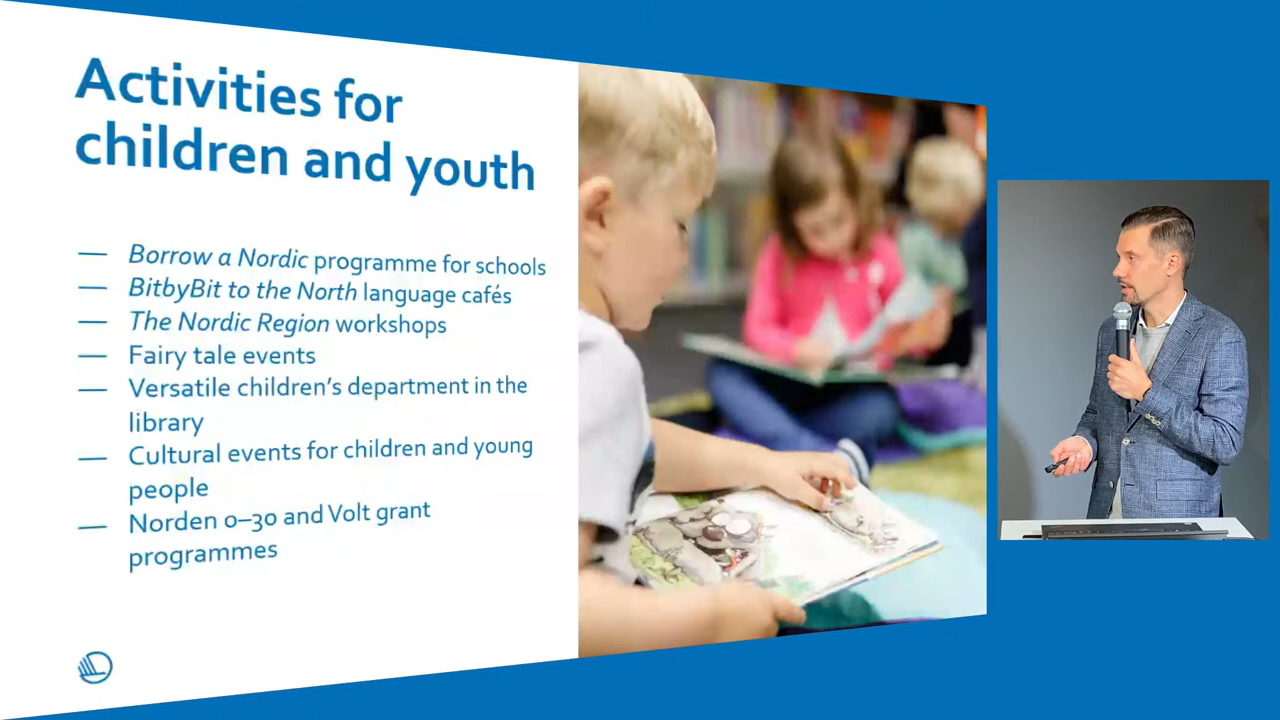 Activities for
children and youth
— Borrow a Nordic programme for schools
— BitbyBit to the North language cafés
— The Nordic Region workshops
— Fairy tale events
— Versatile children's department in the
library
— Cultural events for children and young
people
— Norden 0–30 and Volt grant
programmes